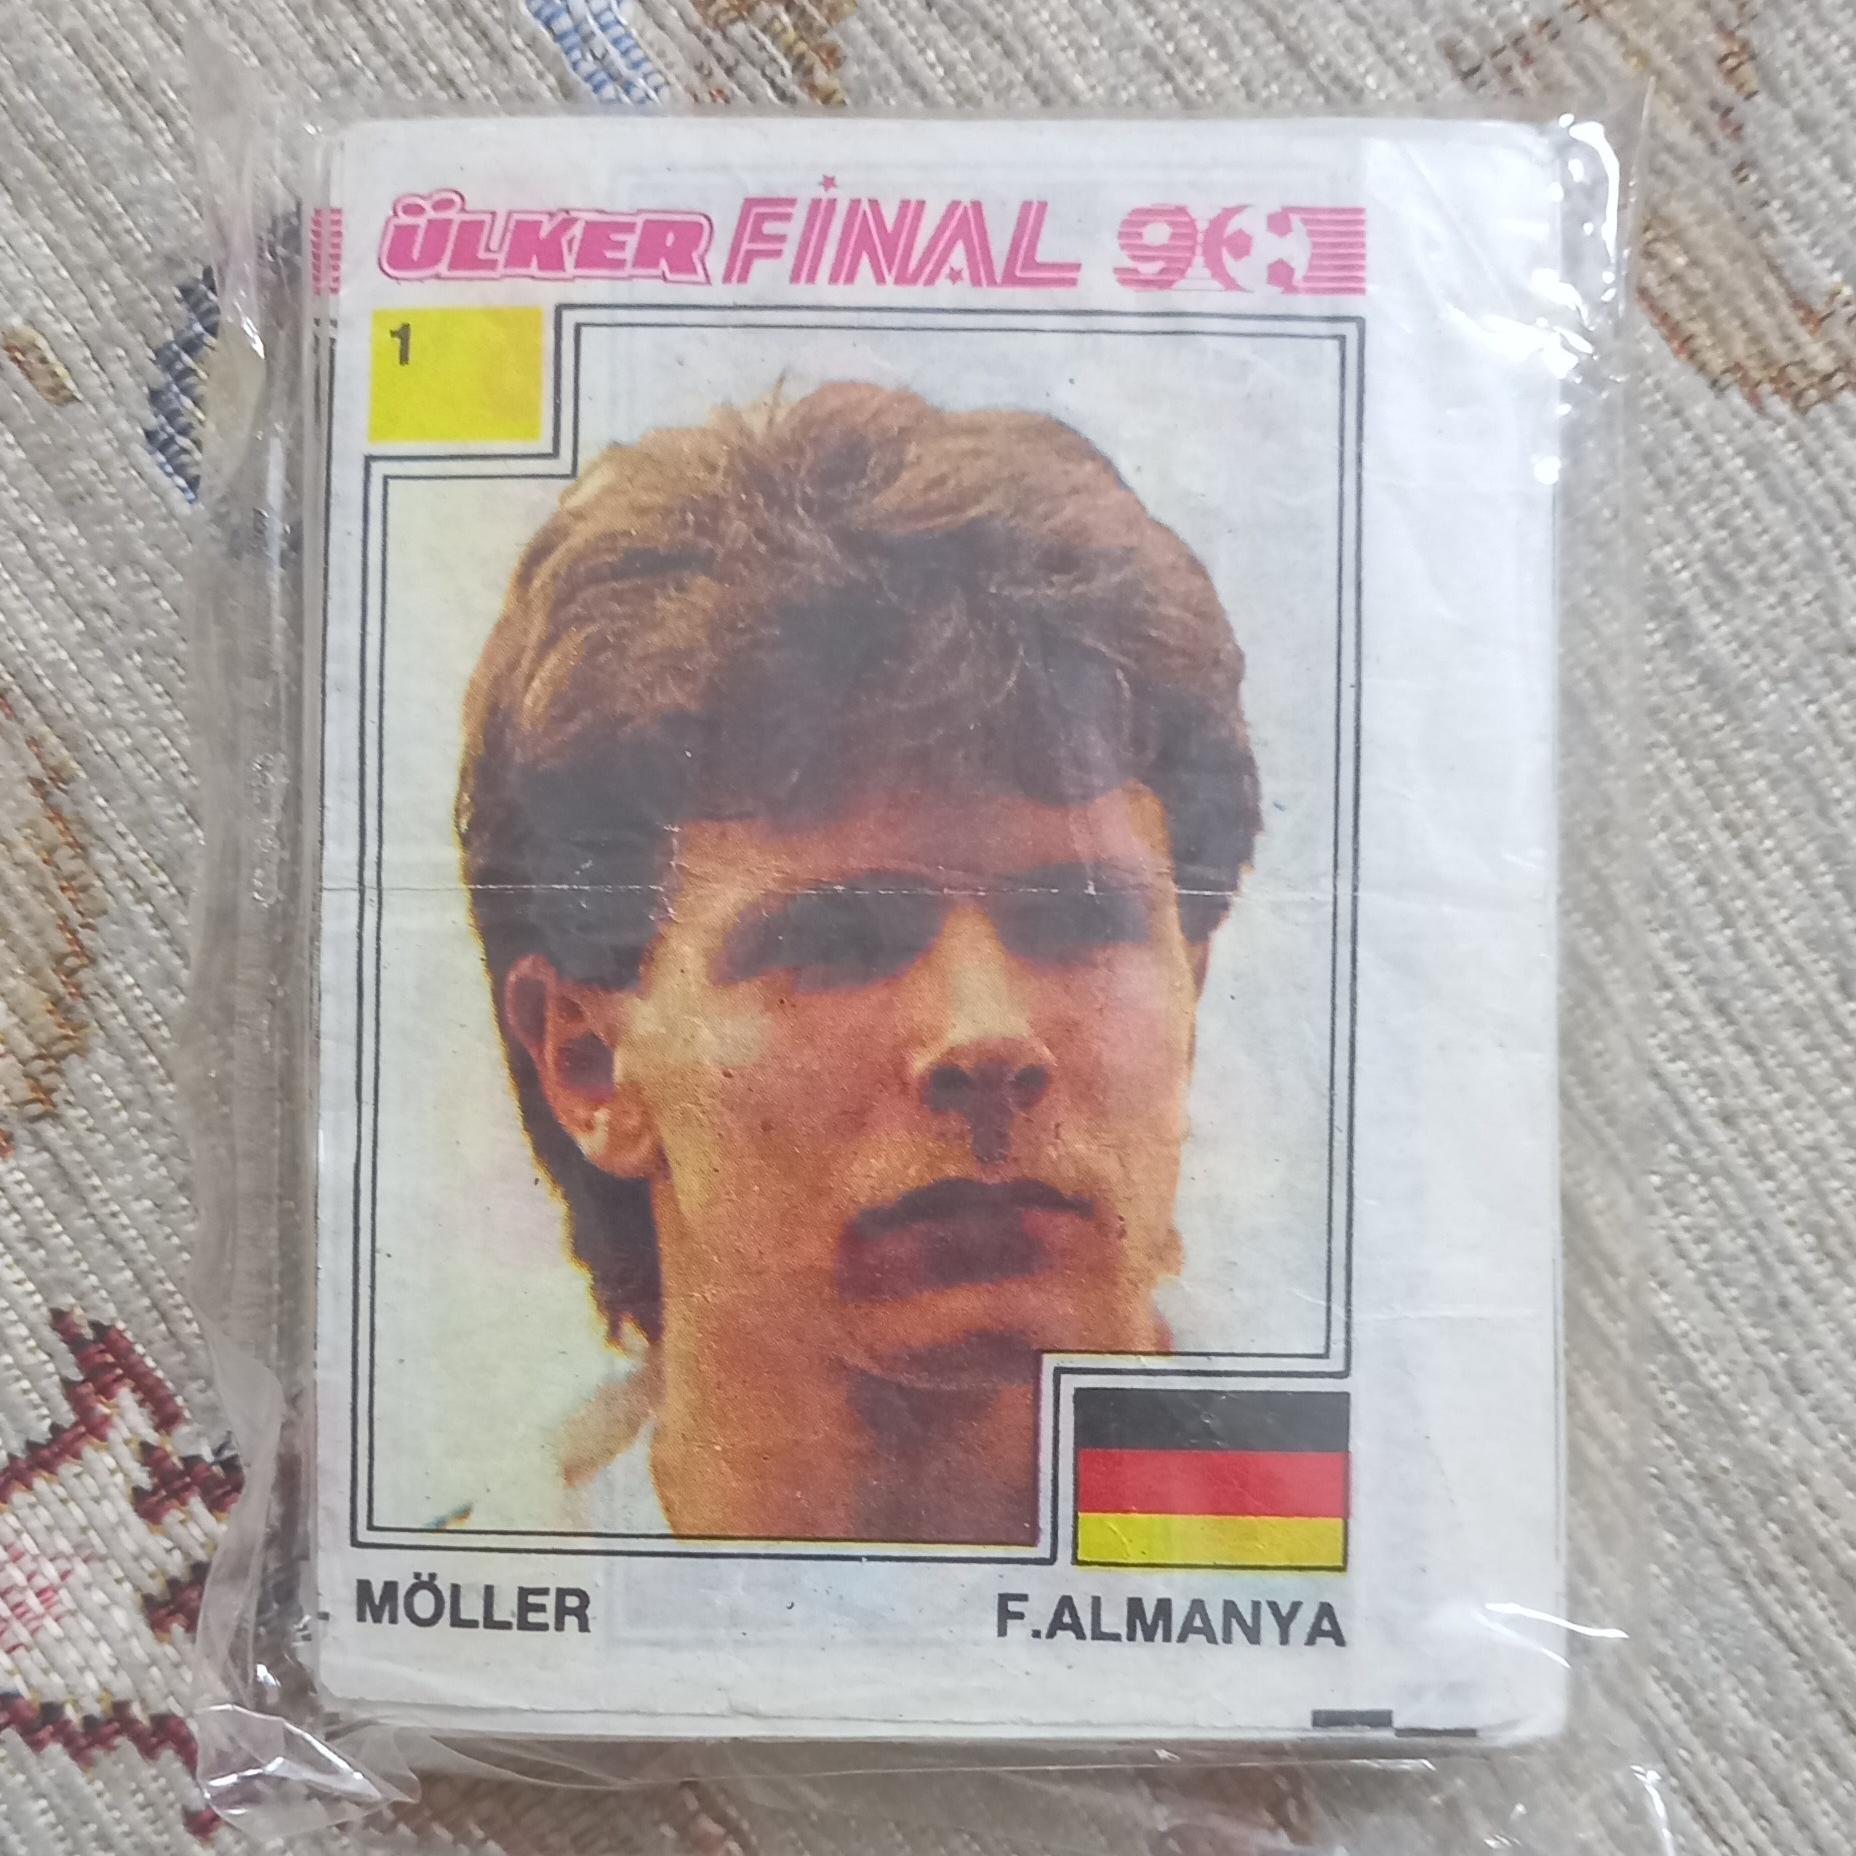 ÜLKER FİNAL 90
1
MÖLLER F.ALMANYA